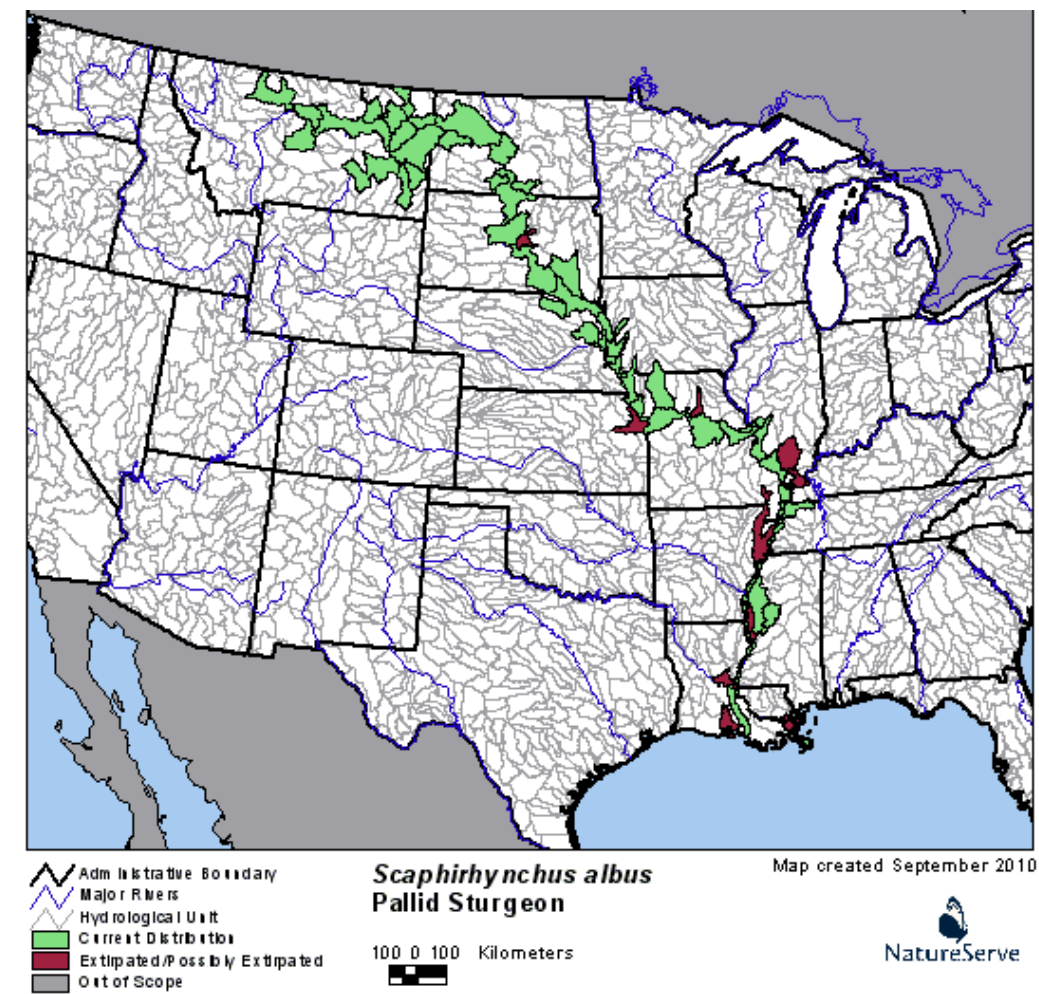 Administrative Boundary
Major Rivers
Hydrological Unit
Current Distribution
Extirpated/Possibly Extirpated
Out of Scope
Scaphirhynchus albus
Pallid Sturgeon
100 0 100 Kilometers
Map created September 2010
NatureServe